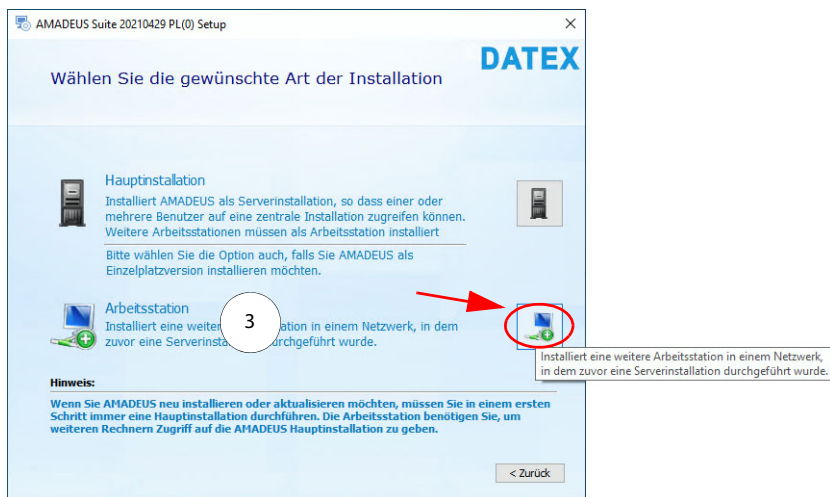 AMADEUS Suite 20210429 PL(0) Setup
DATEX
Wählen Sie die gewünschte Art der Installation
Hauptinstallation
Installiert AMADEUS als Serverinstallation, so dass einer oder
mehrere Benutzer auf eine zentrale Installation zugreifen können.
Weitere Arbeitsstationen müssen als Arbeitsstation installiert
Bitte wählen Sie die Option auch, falls Sie AMADEUS als
Einzelplatzversion installieren möchten.
Arbeitsstation
Installiert eine weiter ation in einem Netzwerk, in dem
zuvor eine Serverinsta urchgeführt wurde.
3
Installiert eine weitere Arbeitsstation in einem Netzwerk,
in dem zuvor eine Serverinstallation durchgeführt wurde.
Hinweis:
Wenn Sie AMADEUS neu installieren oder aktualisieren möchten, müssen Sie in einem ersten
Schritt immer eine Hauptinstallation durchführen. Die Arbeitsstation benötigen Sie, um
weiteren Rechnern Zugriff auf die AMADEUS Hauptinstallation zu geben.
< Zurück